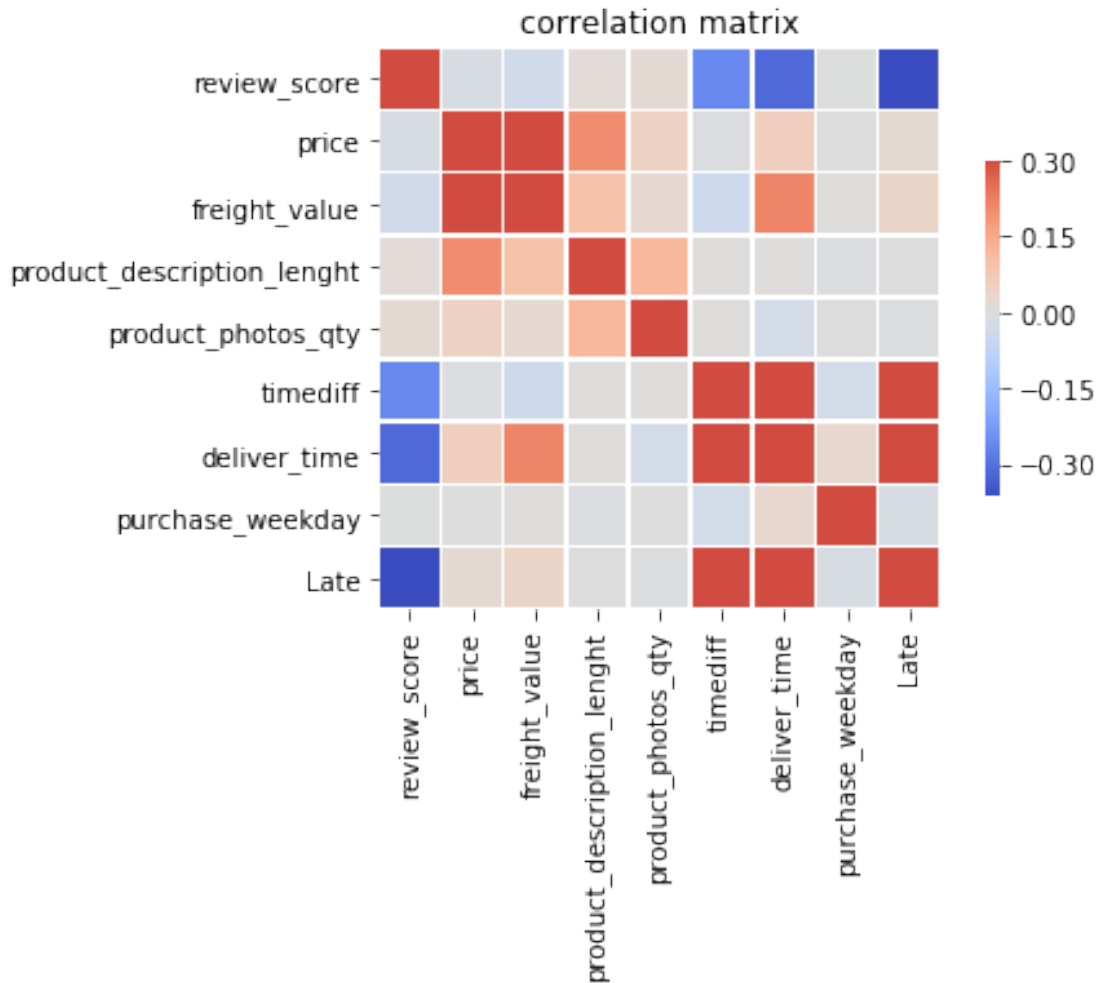 correlation matrix
review_score
price
freight_value
product_description_lenght
product_photos_qty
timediff
deliver_time
purchase_weekday
Late
0.30
0.15
0.00
−0.15
−0.30
review_score
price
freight_value
product_description_lenght
product_photos_qty
timediff
deliver_time
purchase_weekday
Late